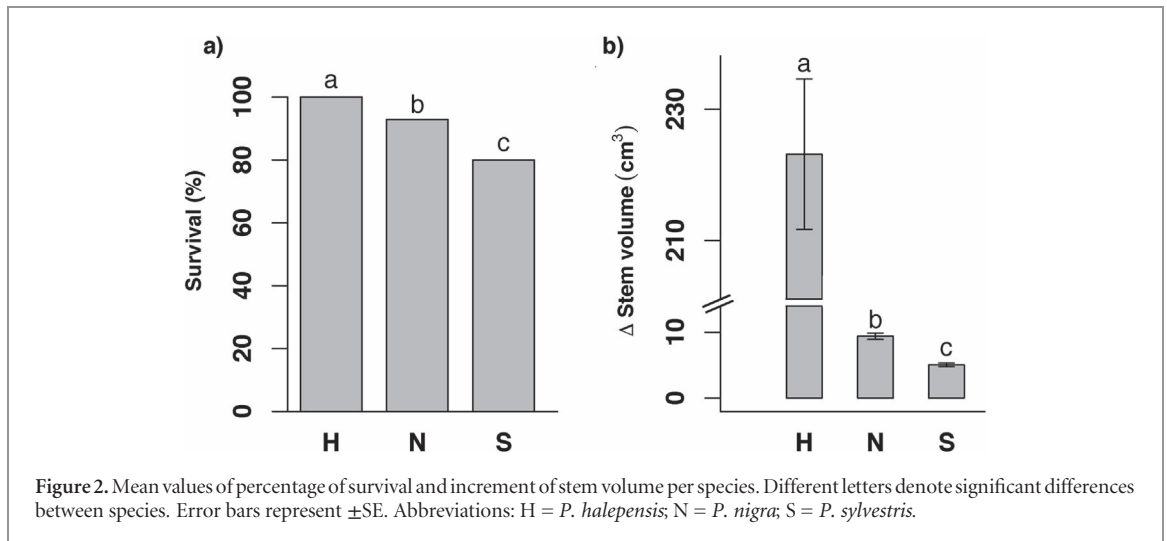 a)
Survival (%)
100
80
60
40
20
0
a
b
c
H N S
b)
Δ Stem volume (cm³)
230
210
10
0
a
b
c
H N S
Figure 2. Mean values of percentage of survival and increment of stem volume per species. Different letters denote significant differences
between species. Error bars represent ±SE. Abbreviations: H = P. halepensis; N = P. nigra; S = P. sylvestris.